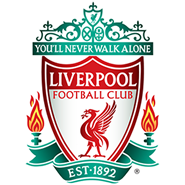 YOU'LL NEVER WALK ALONE
LIVERPOOL
FOOTBALL CLUB
EST·1892
®